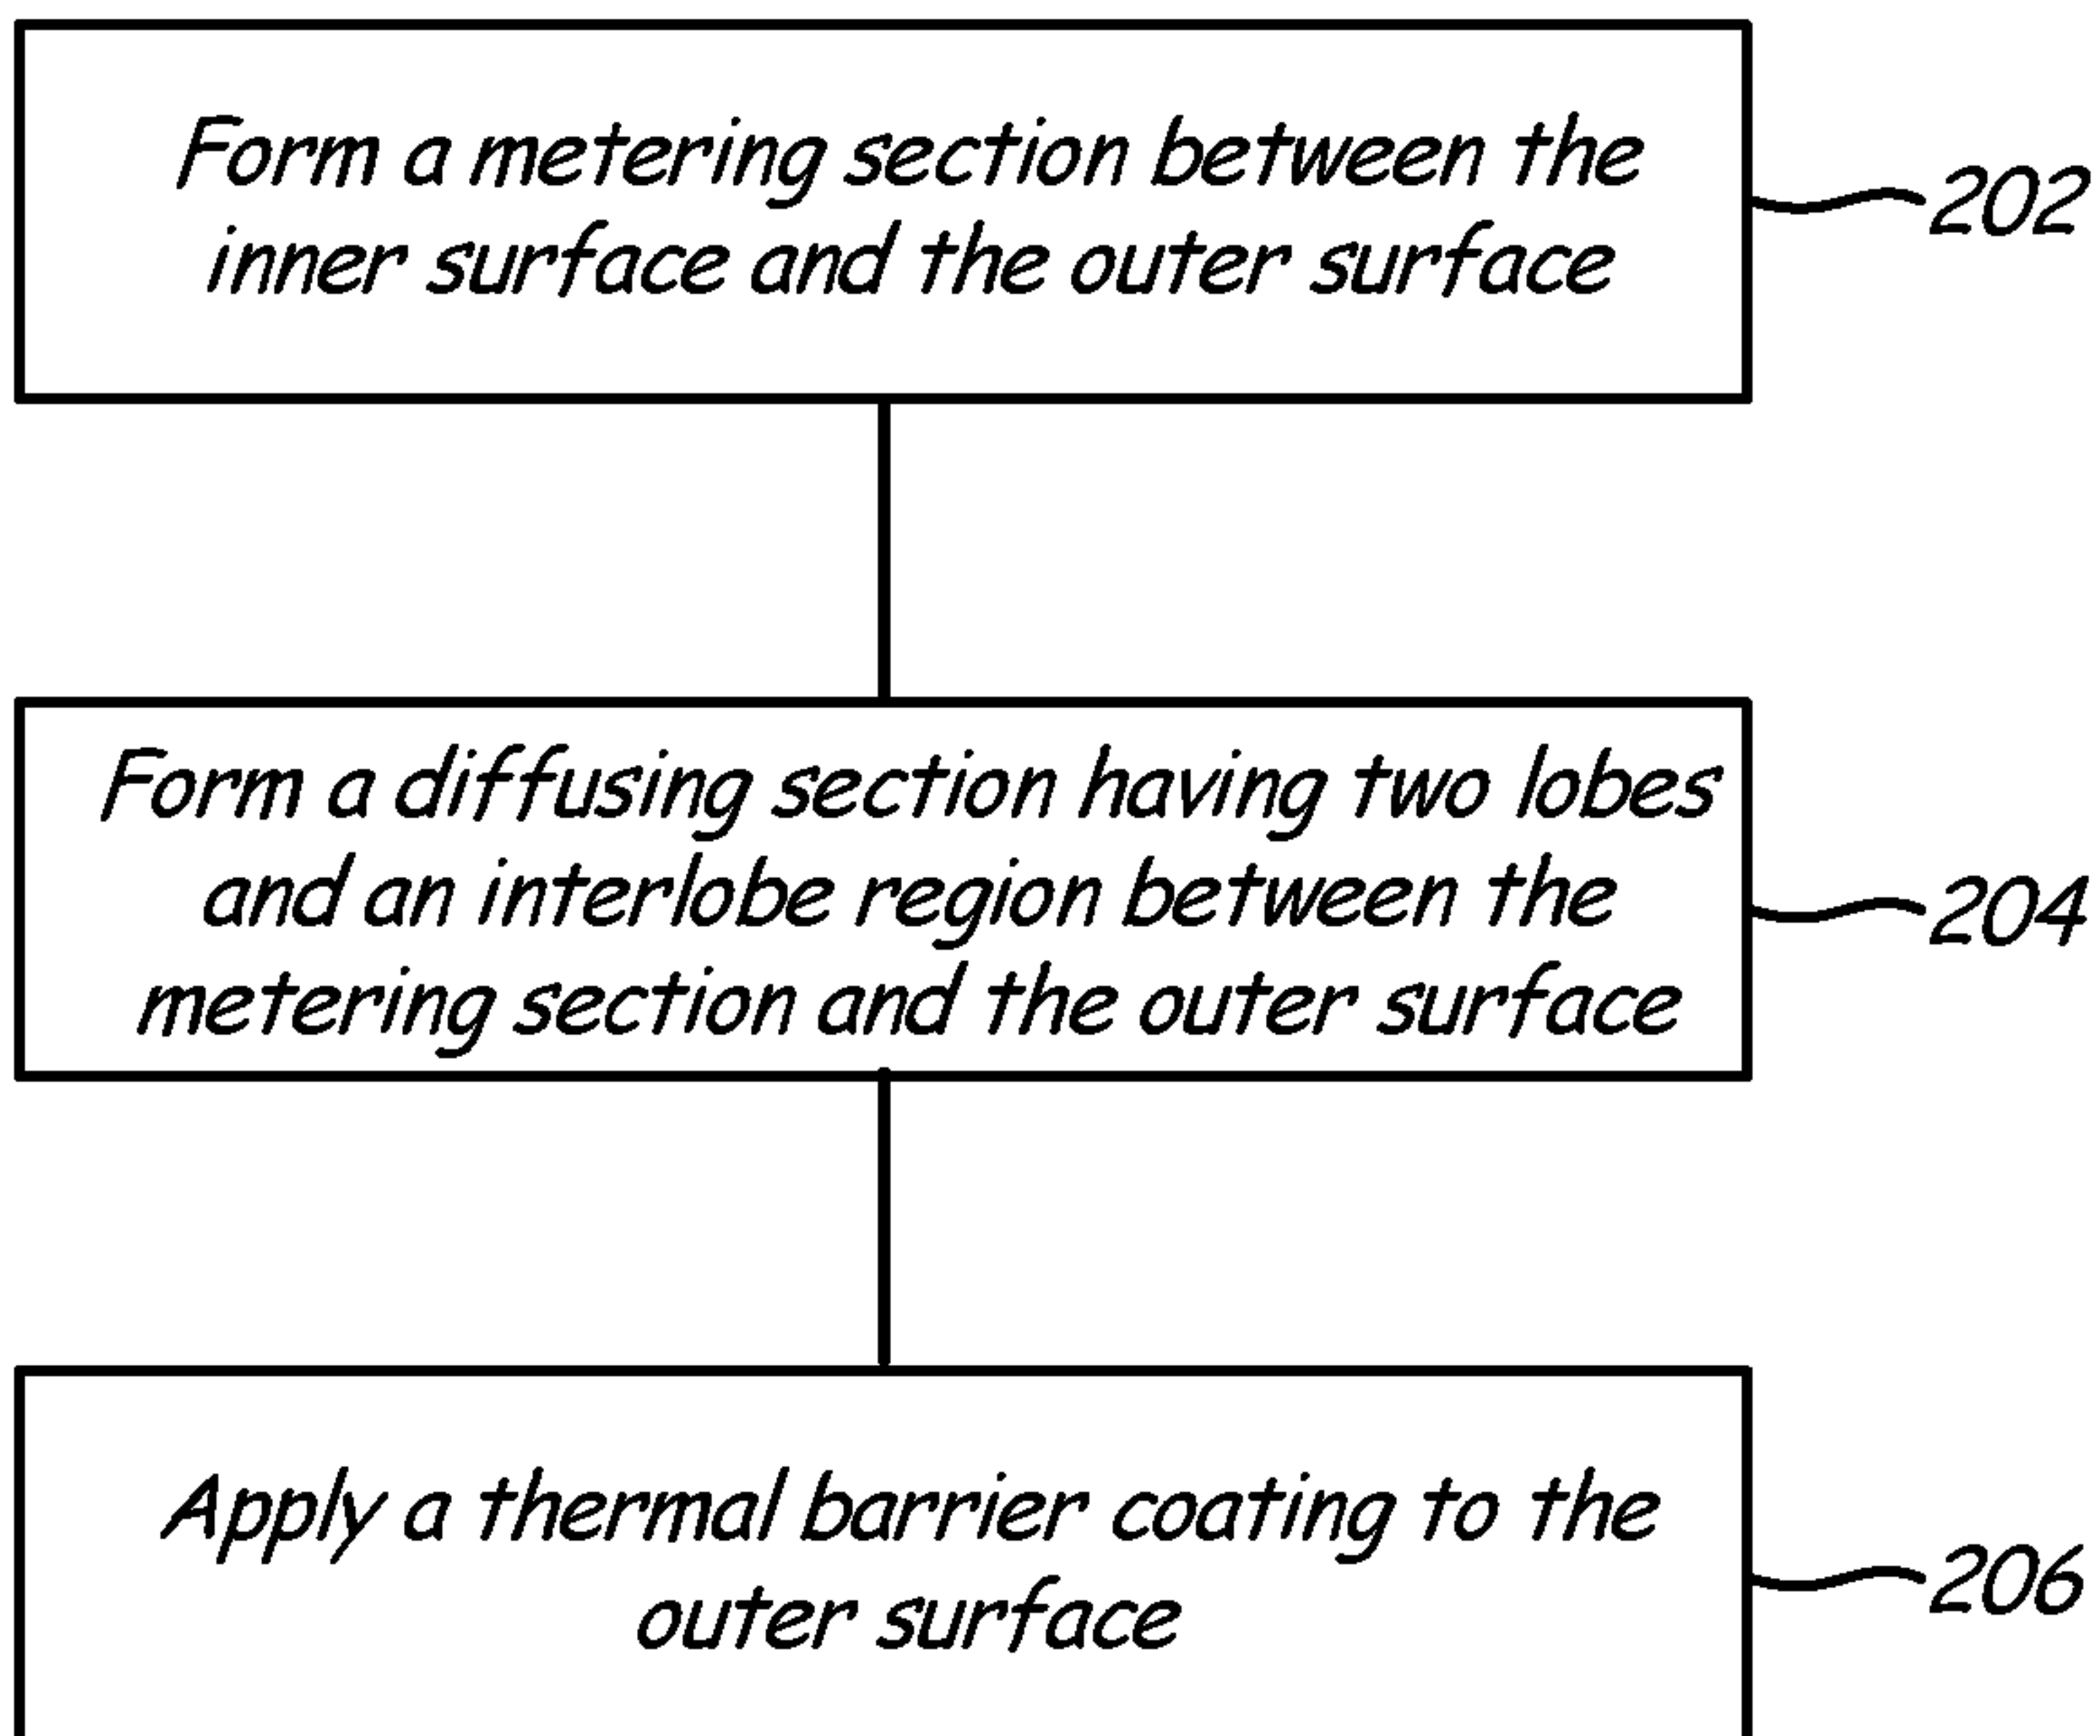 Form a metering section between the
inner surface and the outer surface
202
Form a diffusing section having two lobes
and an interlobe region between the
metering section and the outer surface
204
Apply a thermal barrier coating to the
outer surface
206